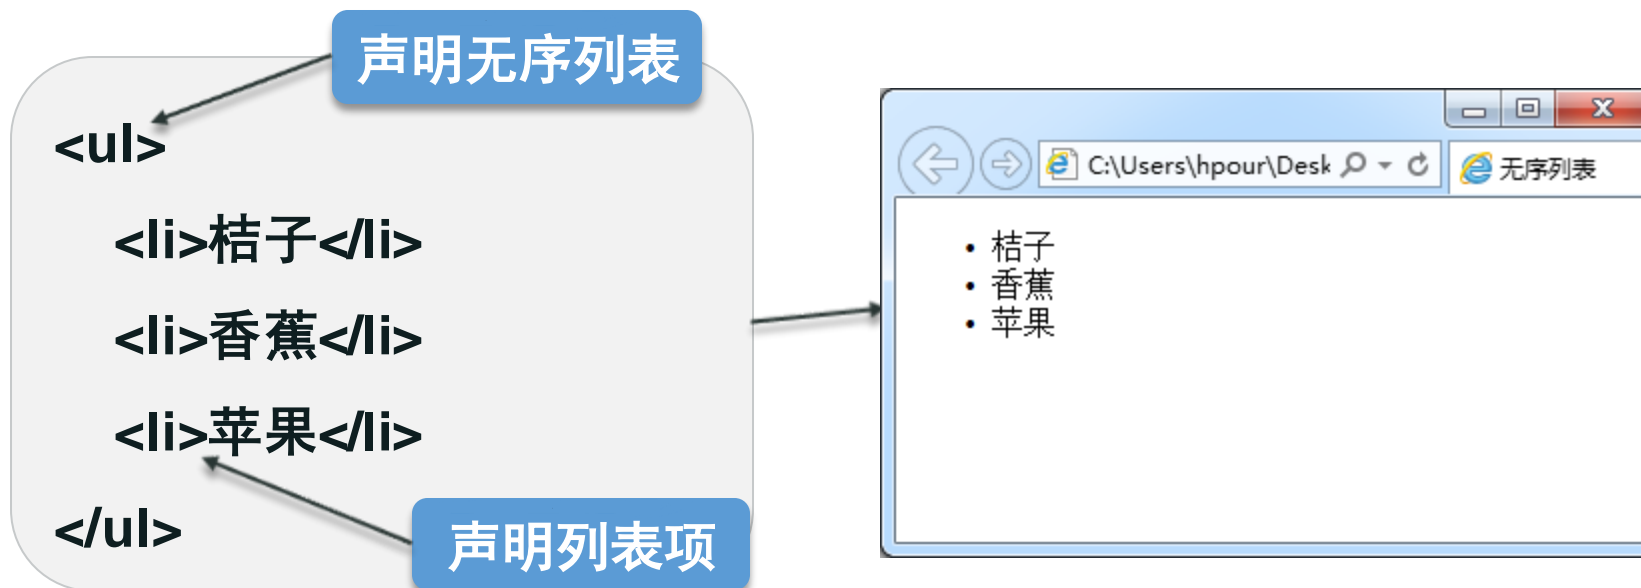 声明无序列表
<ul>
<li>桔子</li>
<li>香蕉</li>
<li>苹果</li>
</ul>
声明列表项
C:\Users\hpour\Desk
无序列表
• 桔子
• 香蕉
• 苹果